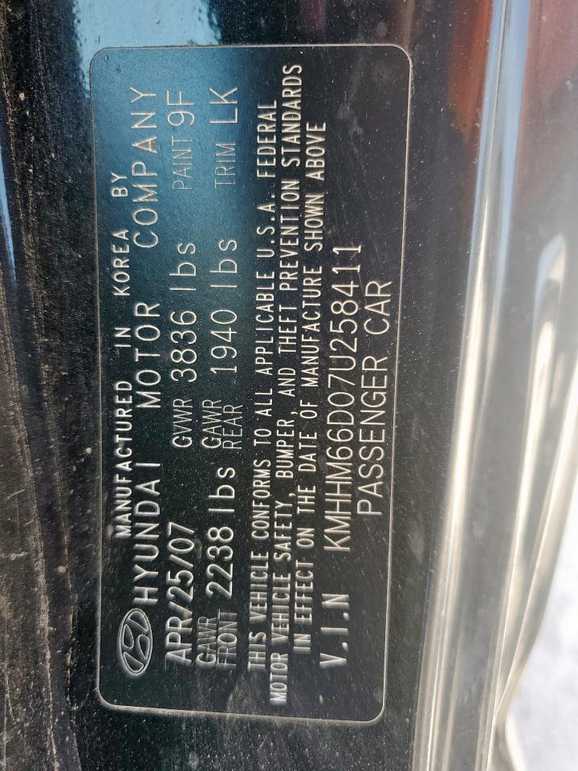 MANUFACTURED IN KOREA BY
HYUNDAI MOTOR COMPANY
APR/25/07 GVWR 3836 lbs PAINT 9F
GAWR FRONT 2238 lbs GAWR REAR 1940 lbs TRIM LK
THIS VEHICLE CONFORMS TO ALL APPLICABLE U.S.A. FEDERAL
MOTOR VEHICLE SAFETY, BUMPER, AND THEFT PREVENTION STANDARDS
IN EFFECT ON THE DATE OF MANUFACTURE SHOWN ABOVE
V.I.N KMHHM66D07U258411
PASSENGER CAR